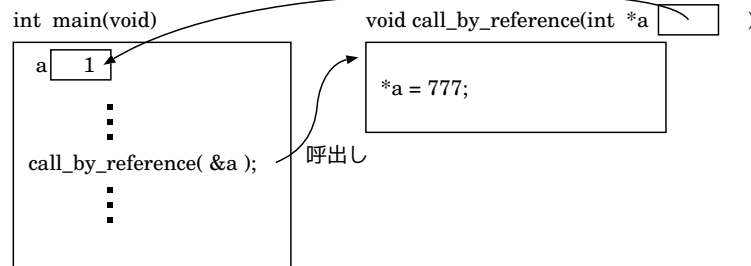 int main(void)
void call_by_reference(int *a )
a 1
*a = 777;
call_by_reference( &a );
呼出し